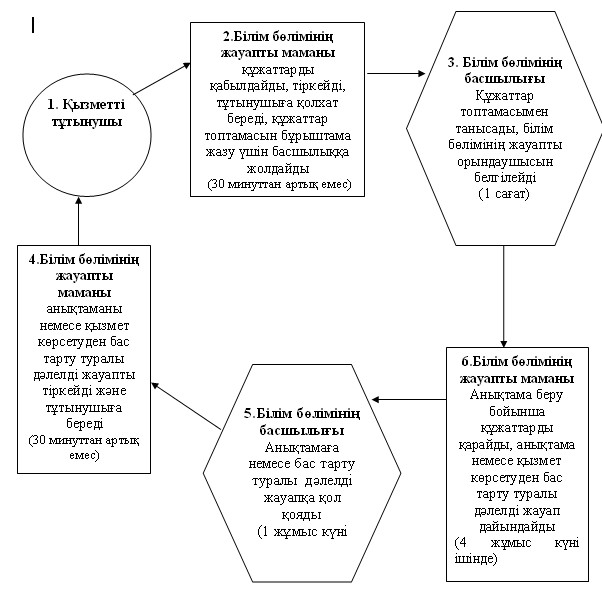 1. Қызметті
тұтынушы
2.Білім бөлімінің
жауапты маманы
құжаттарды
қабылдайды, тіркейді,
тұтынушыға қолхат
береді, құжаттар
топтамасын бұрыштама
жазу үшін басшылыққа
жолдайды
(30 минуттан артық емес)
3. Білім бөлімінің
басшылығы
Құжаттар
топтамасымен
танысады, білім
бөлімінің жауапты
орындаушысын
белгілейді
(1 сағат)
4.Білім бөлімінің
жауапты
маманы
анықтаманы
немесе қызмет
көрсетуден бас
тарту туралы
дәлелді жауапты
тіркейді және
тұтынушыға
береді
(30 минуттан артық
емес)
5.Білім бөлімінің
басшылығы
Анықтамаға
немесе бас тарту
туралы дәлелді
жауапқа қол
қояды
(1 жұмыс күні
6.Білім бөлімінің
жауапты маманы
Анықтама беру
бойынша
құжаттарды
қарайды, анықтама
немесе қызмет
көрсетуден бас
тарту туралы
дәлелді жауап
дайындайды
(4 жұмыс күні
ішінде)